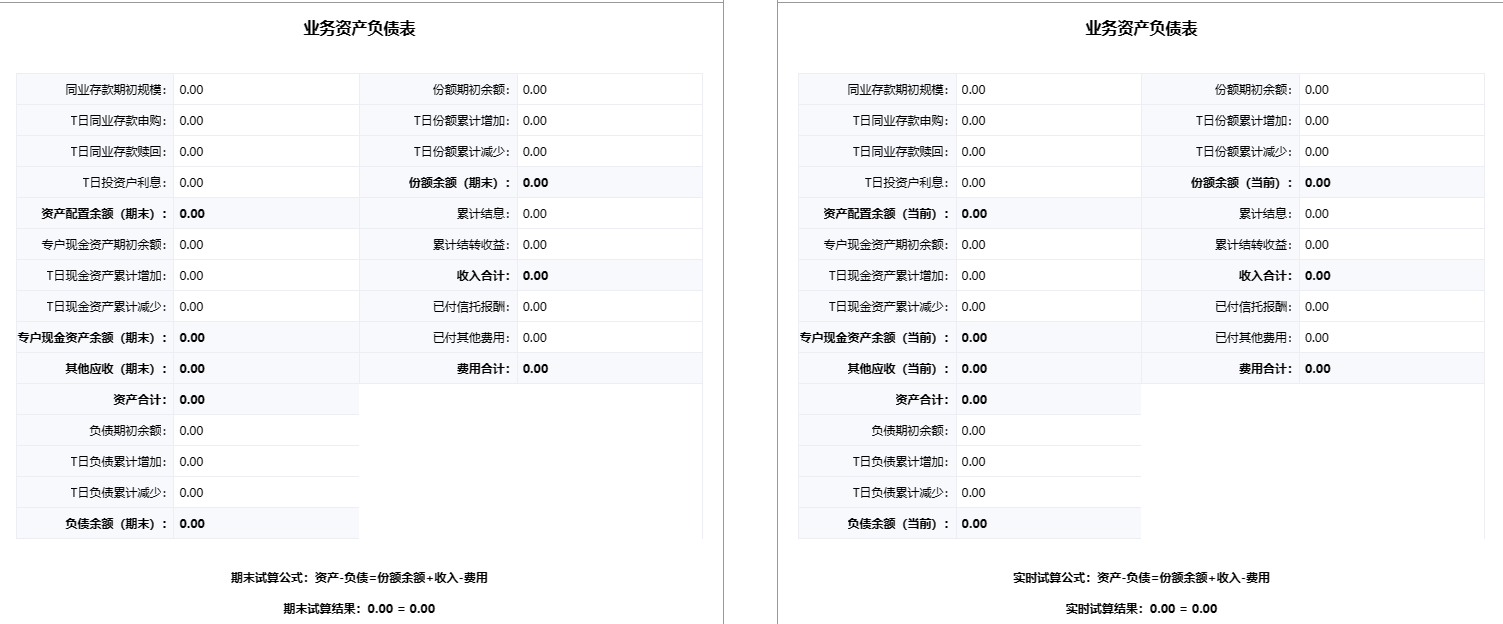 业务资产负债表
同业存款期初规模： 0.00 份额期初余额： 0.00
T日同业存款申购： 0.00 T日份额累计增加： 0.00
T日同业存款赎回： 0.00 T日份额累计减少： 0.00
T日投资户利息： 0.00 份额余额（期末）： 0.00
资产配置余额（期末）： 0.00 累计结息： 0.00
专户现金资产期初余额： 0.00 累计结转收益： 0.00
T日现金资产累计增加： 0.00 收入合计： 0.00
T日现金资产累计减少： 0.00 已付信托报酬： 0.00
专户现金资产余额（期末）： 0.00 已付其他费用： 0.00
其他应收（期末）： 0.00 费用合计： 0.00
资产合计： 0.00
负债期初余额： 0.00
T日负债累计增加： 0.00
T日负债累计减少： 0.00
负债余额（期末）： 0.00
期末试算公式：资产-负债=份额余额+收入-费用
期末试算结果：0.00 = 0.00
业务资产负债表
同业存款期初规模： 0.00 份额期初余额： 0.00
T日同业存款申购： 0.00 T日份额累计增加： 0.00
T日同业存款赎回： 0.00 T日份额累计减少： 0.00
T日投资户利息： 0.00 份额余额（当前）： 0.00
资产配置余额（当前）： 0.00 累计结息： 0.00
专户现金资产期初余额： 0.00 累计结转收益： 0.00
T日现金资产累计增加： 0.00 收入合计： 0.00
T日现金资产累计减少： 0.00 已付信托报酬： 0.00
专户现金资产余额（当前）： 0.00 已付其他费用： 0.00
其他应收（当前）： 0.00 费用合计： 0.00
资产合计： 0.00
负债期初余额： 0.00
T日负债累计增加： 0.00
T日负债累计减少： 0.00
负债余额（当前）： 0.00
实时试算公式：资产-负债=份额余额+收入-费用
实时试算结果：0.00 = 0.00